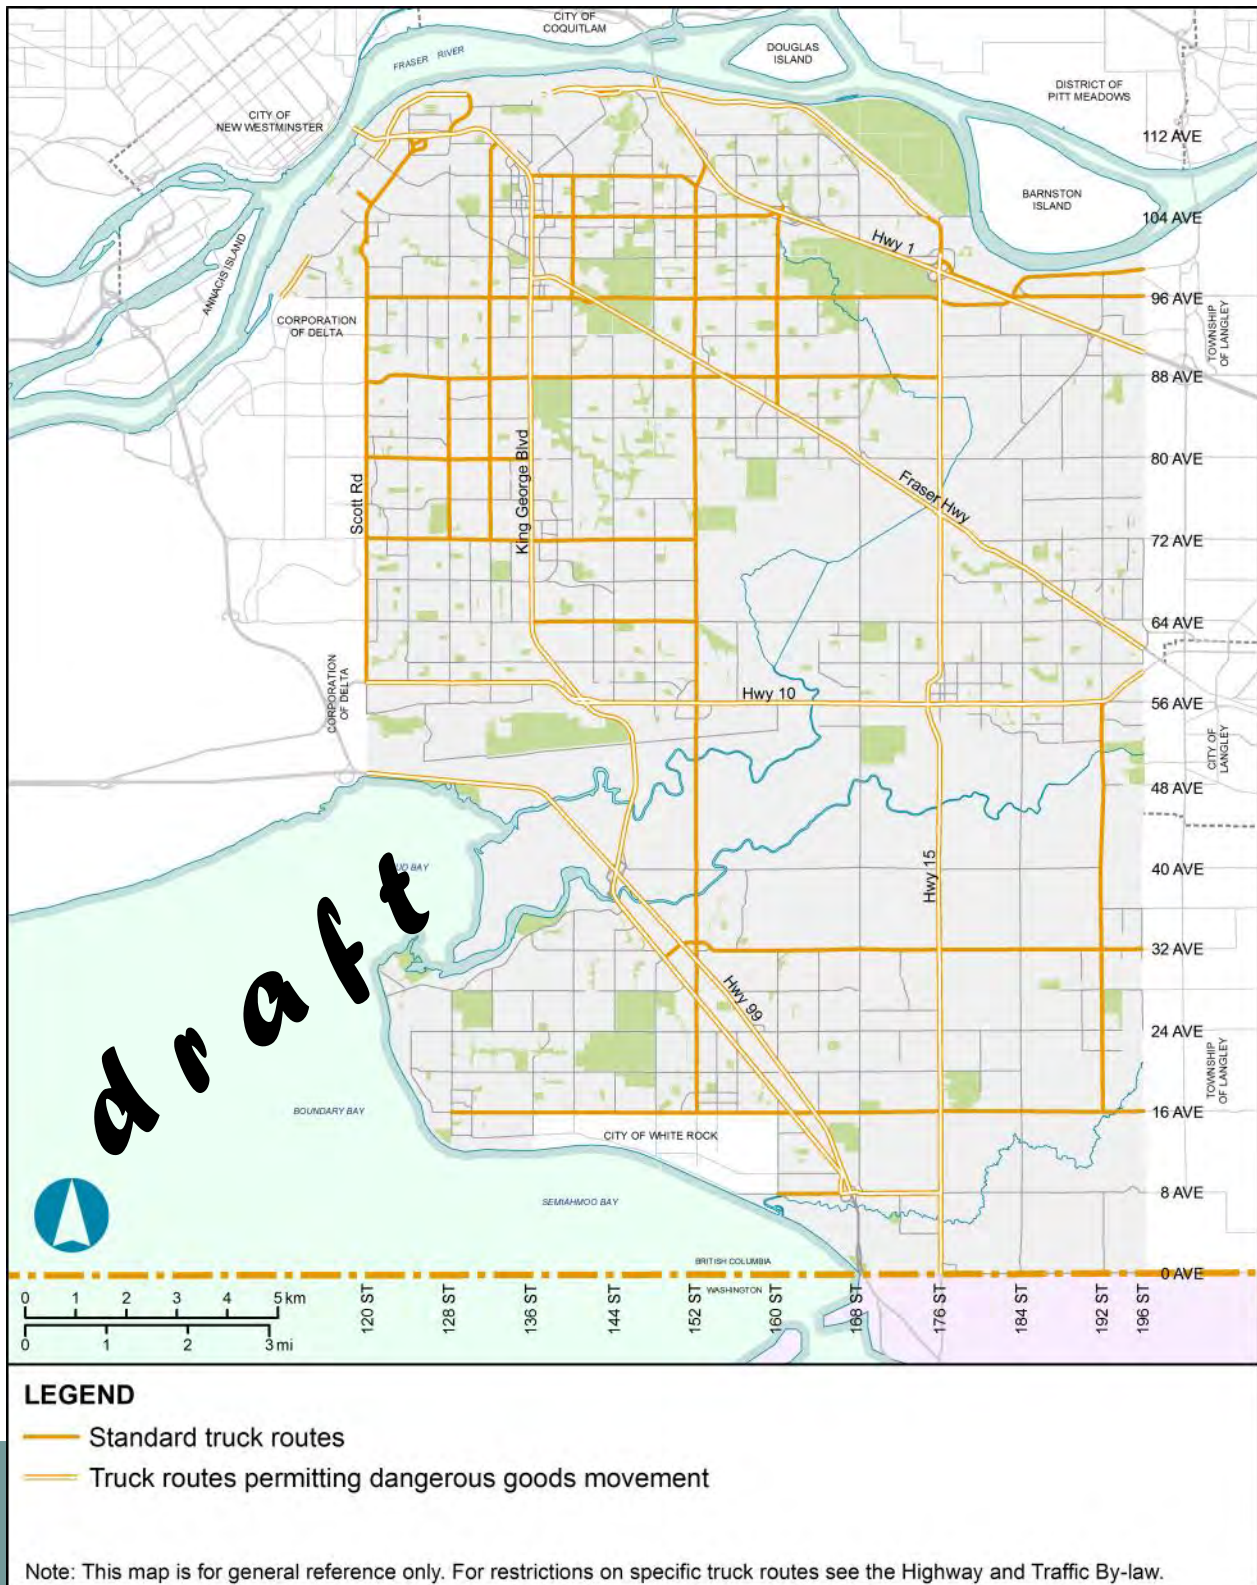 CITY OF
COQUITLAM
FRASER RIVER
DOUGLAS
ISLAND
DISTRICT OF
PITT MEADOWS
CITY OF
NEW WESTMINSTER
112 AVE
BARNSTON
ISLAND
104 AVE
Hwy 1
ANNACIS ISLAND
96 AVE
CORPORATION
OF DELTA
TOWNSHIP
OF LANGLEY
88 AVE
King George Blvd
80 AVE
Scott Rd
Fraser Hwy
72 AVE
64 AVE
CORPORATION
OF DELTA
Hwy 10
56 AVE
CITY OF
LANGLEY
48 AVE
UD BAY
40 AVE
Hwy 15
draft
32 AVE
Hwy 99
24 AVE
TOWNSHIP
OF LANGLEY
BOUNDARY BAY
16 AVE
CITY OF WHITE ROCK
SEMIAHMOO BAY
8 AVE
BRITISH COLUMBIA
0 AVE
WASHINGTON
0 1 2 3 4 5 km
0 1 2 3 mi
120 ST
128 ST
136 ST
144 ST
152 ST
160 ST
168 ST
176 ST
184 ST
192 ST
196 ST
LEGEND
Standard truck routes
Truck routes permitting dangerous goods movement
Note: This map is for general reference only. For restrictions on specific truck routes see the Highway and Traffic By-law.